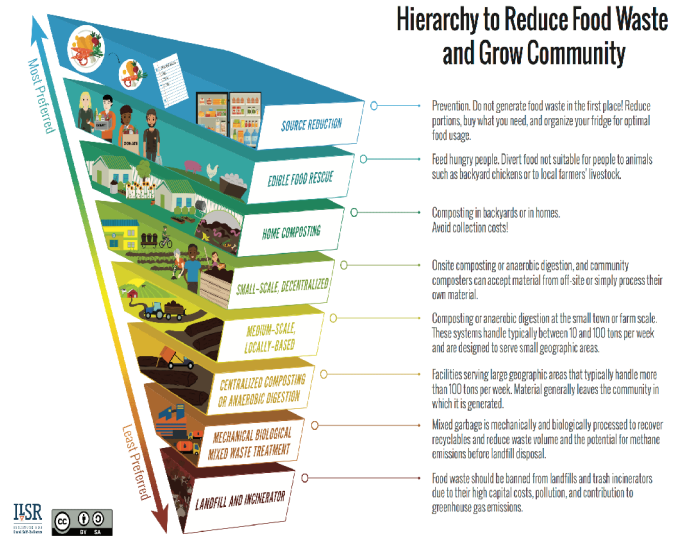 Hierarchy to Reduce Food Waste
and Grow Community
Most Preferred
SOURCE REDUCTION
Prevention. Do not generate food waste in the first place! Reduce
portions, buy what you need, and organize your fridge for optimal
food usage.
DONATE
EDIBLE FOOD RESCUE
Feed hungry people. Divert food not suitable for people to animals
such as backyard chickens or to local farmers' livestock.
HOME COMPOSTING
Composting in backyards or in homes.
Avoid collection costs!
SMALL-SCALE, DECENTRALIZED
Onsite composting or anaerobic digestion, and community
composters can accept material from off-site or simply process their
own material.
MEDIUM-SCALE,
LOCALLY-BASED
Composting or anaerobic digestion at the small town or farm scale.
These systems handle typically between 10 and 100 tons per week
and are designed to serve small geographic areas.
CENTRALIZED COMPOSTING
OR ANAEROBIC DIGESTION
Facilities serving large geographic areas that typically handle more
than 100 tons per week. Material generally leaves the community in
which it is generated.
MECHANICAL BIOLOGICAL
MIXED WASTE TREATMENT
Mixed garbage is mechanically and biologically processed to recover
recyclables and reduce waste volume and the potential for methane
emissions before landfill disposal.
Least Preferred
LANDFILL AND INCINERATOR
Food waste should be banned from landfills and trash incinerators
due to their high capital costs, pollution, and contribution to
greenhouse gas emissions.
ILSR
cc
BY SA